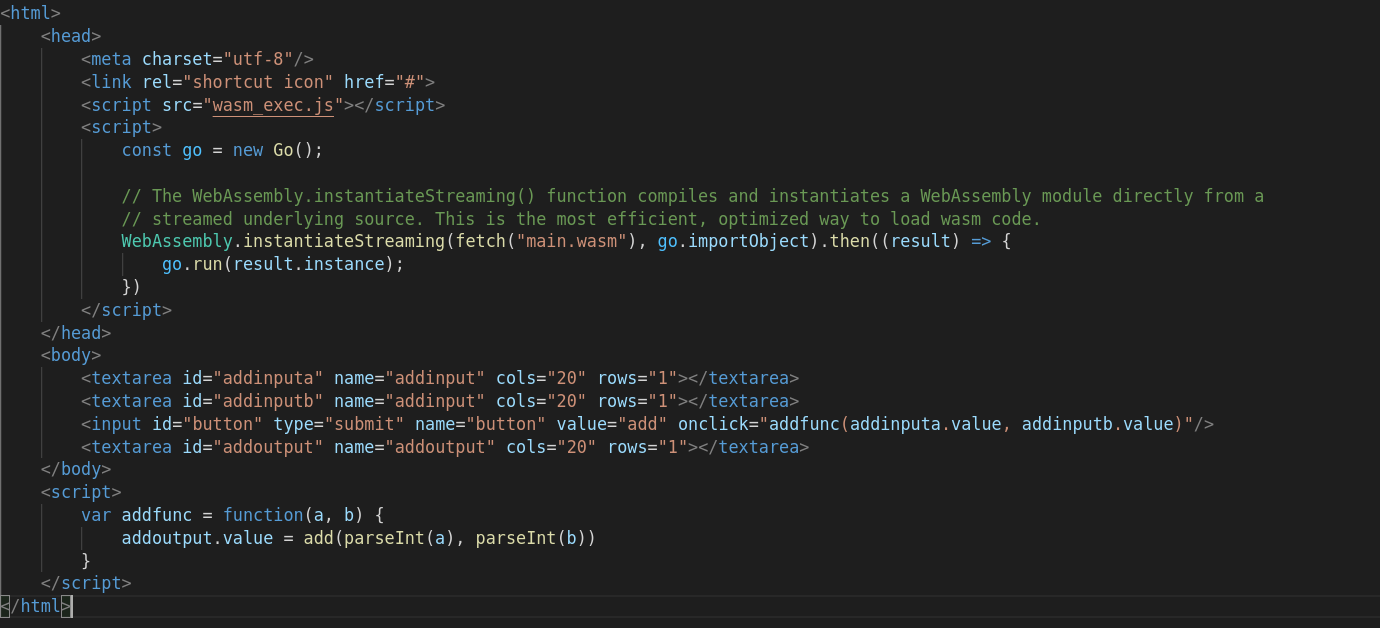 <html>
    <head>
        <meta charset="utf-8"/>
        <link rel="shortcut icon" href="#">
        <script src="wasm_exec.js"></script>
        <script>
            const go = new Go();

            // The WebAssembly.instantiateStreaming() function compiles and instantiates a WebAssembly module directly from a
            // streamed underlying source. This is the most efficient, optimized way to load wasm code.
            WebAssembly.instantiateStreaming(fetch("main.wasm"), go.importObject).then((result) => {
                go.run(result.instance);
            })
        </script>
    </head>
    <body>
        <textarea id="addinputa" name="addinput" cols="20" rows="1"></textarea>
        <textarea id="addinputb" name="addinput" cols="20" rows="1"></textarea>
        <input id="button" type="submit" name="button" value="add" onclick="addfunc(addinputa.value, addinputb.value)"/>
        <textarea id="addoutput" name="addoutput" cols="20" rows="1"></textarea>
    </body>
    <script>
        var addfunc = function(a, b) {
            addoutput.value = add(parseInt(a), parseInt(b))
        }
    </script>
</html>